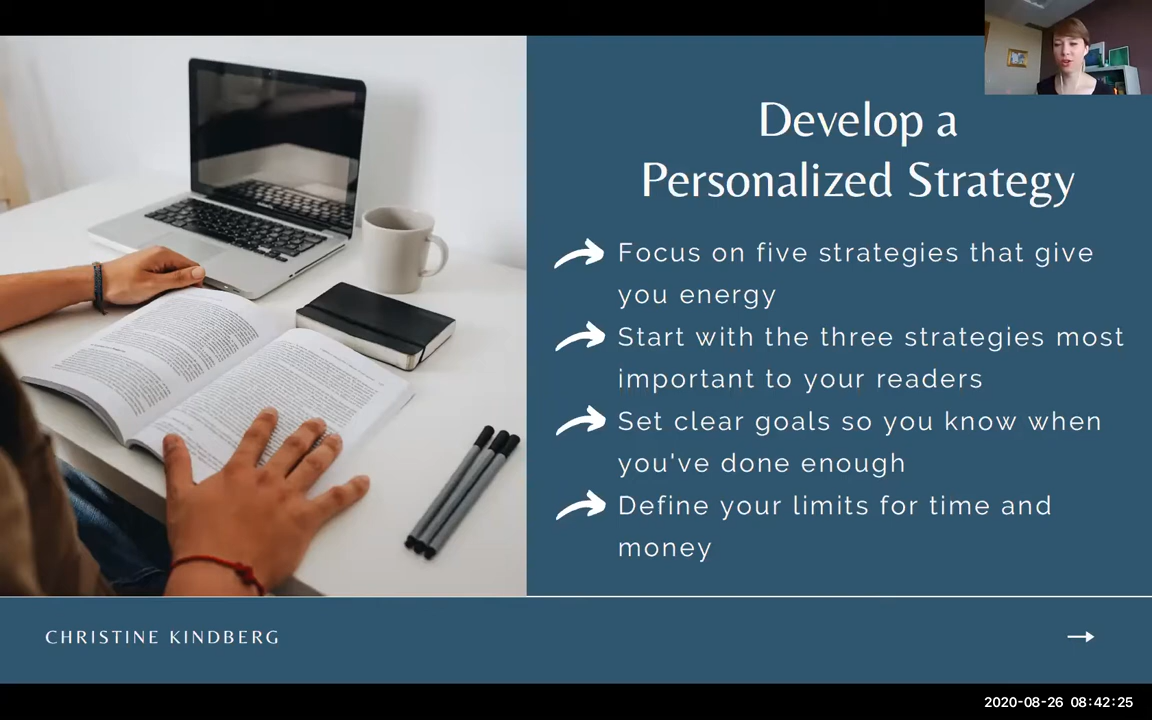 Develop a
Personalized Strategy
Focus on five strategies that give
you energy
Start with the three strategies most
important to your readers
Set clear goals so you know when
you've done enough
Define your limits for time and
money
CHRISTINE KINDBERG
2020-08-26 08:42:25